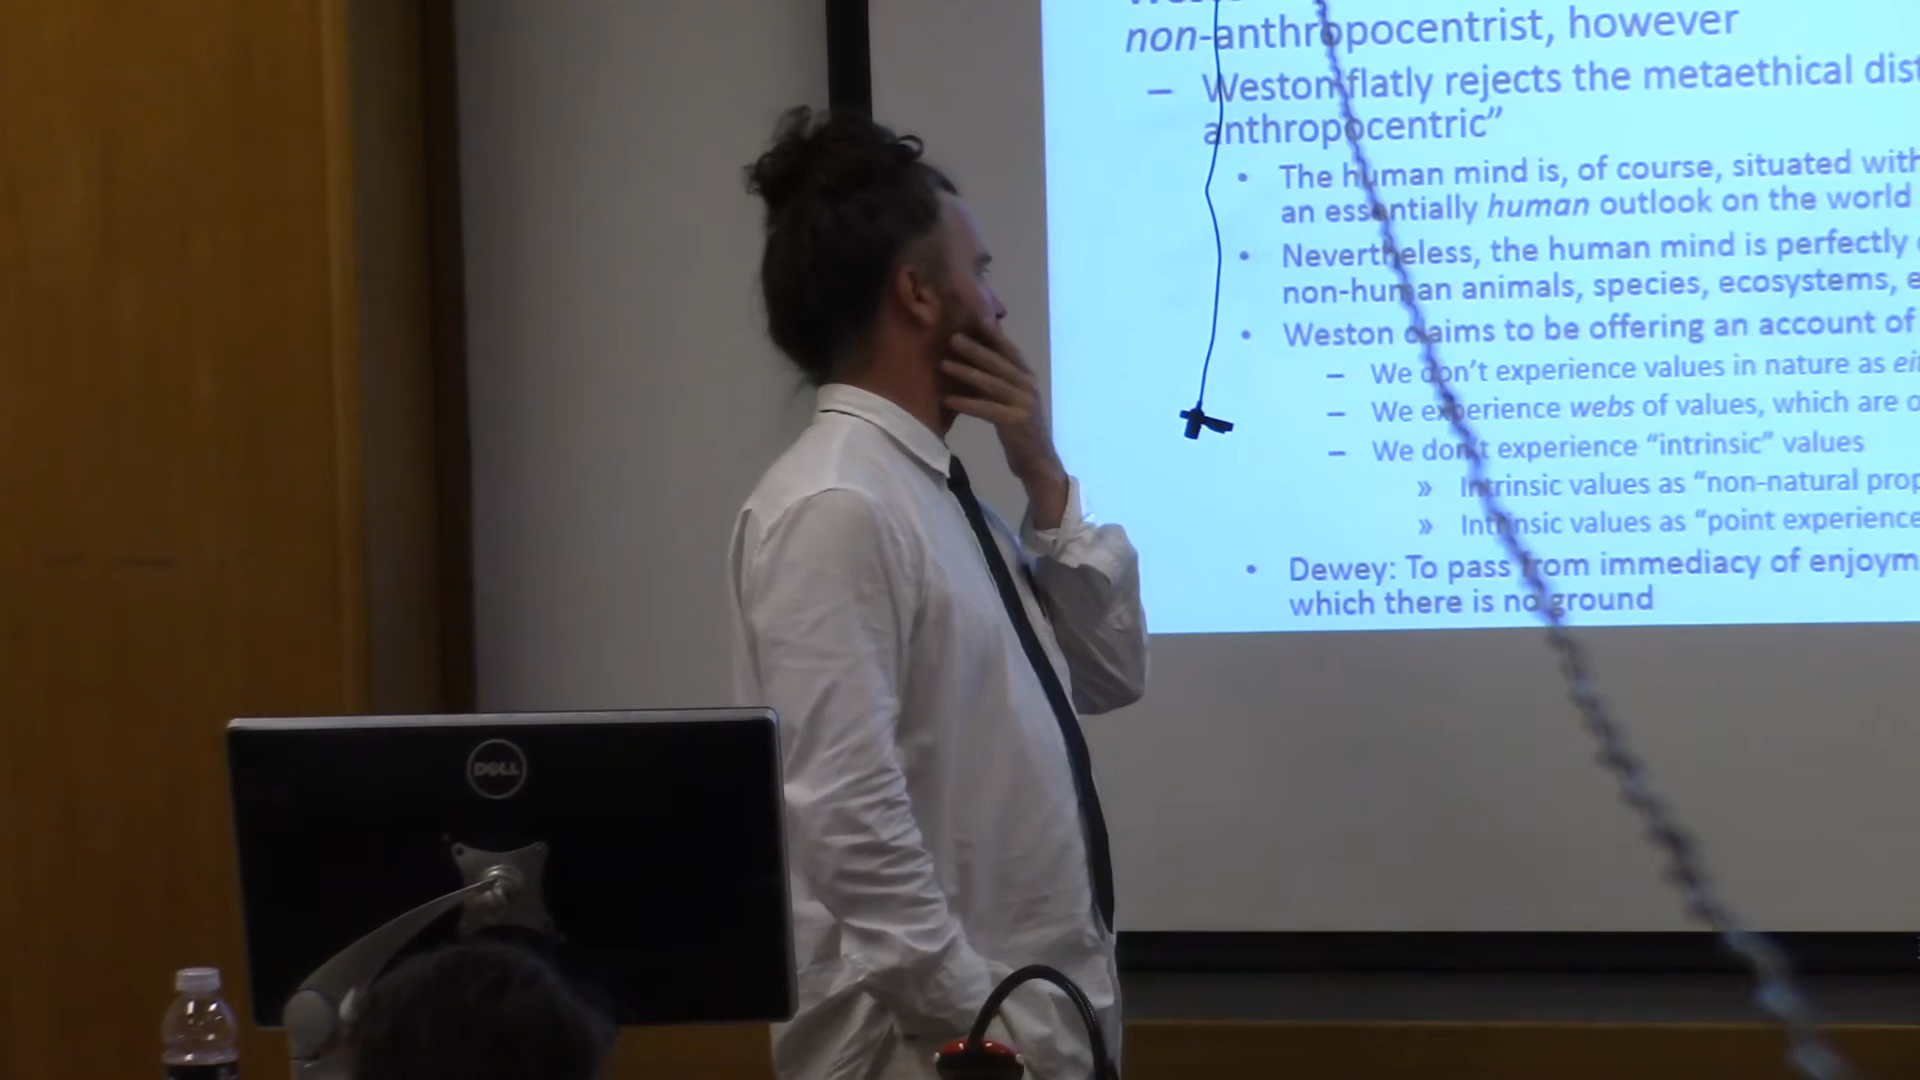 non-anthropocentrist, however
– Weston flatly rejects the metaethical
anthropocentric”
• The human mind is, of course, situated
an essentially human outlook on the world
• Nevertheless, the human mind is perfectly
non-human animals, species, ecosystems,
• Weston claims to be offering an account of
– We don’t experience values in nature as
– We experience webs of values, which are
– We don’t experience “intrinsic” values
» Intrinsic values as “non-natural
» Intrinsic values as “point experience
• Dewey: To pass from immediacy of
which there is no ground
DELL